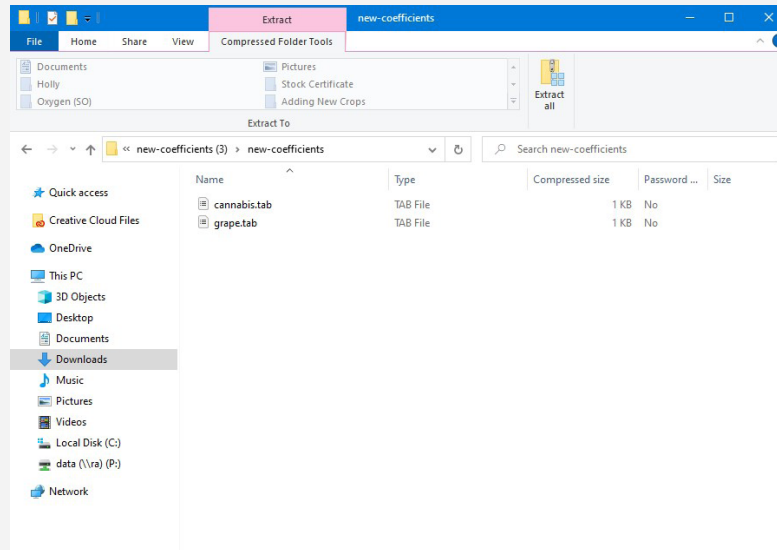 Extract
new-coefficients
File
Home
Share
View
Compressed Folder Tools
Documents
Pictures
Holly
Stock Certificate
Oxygen (SO)
Adding New Crops
Extract To
Extract
all
« new-coefficients (3) > new-coefficients
Search new-coefficients
Name
Type
Compressed size
Password ...
Size
cannabis.tab
TAB File
1 KB
No
grape.tab
TAB File
1 KB
No
Quick access
Creative Cloud Files
OneDrive
This PC
3D Objects
Desktop
Documents
Downloads
Music
Pictures
Videos
Local Disk (C:)
data (\\ra) (P:)
Network